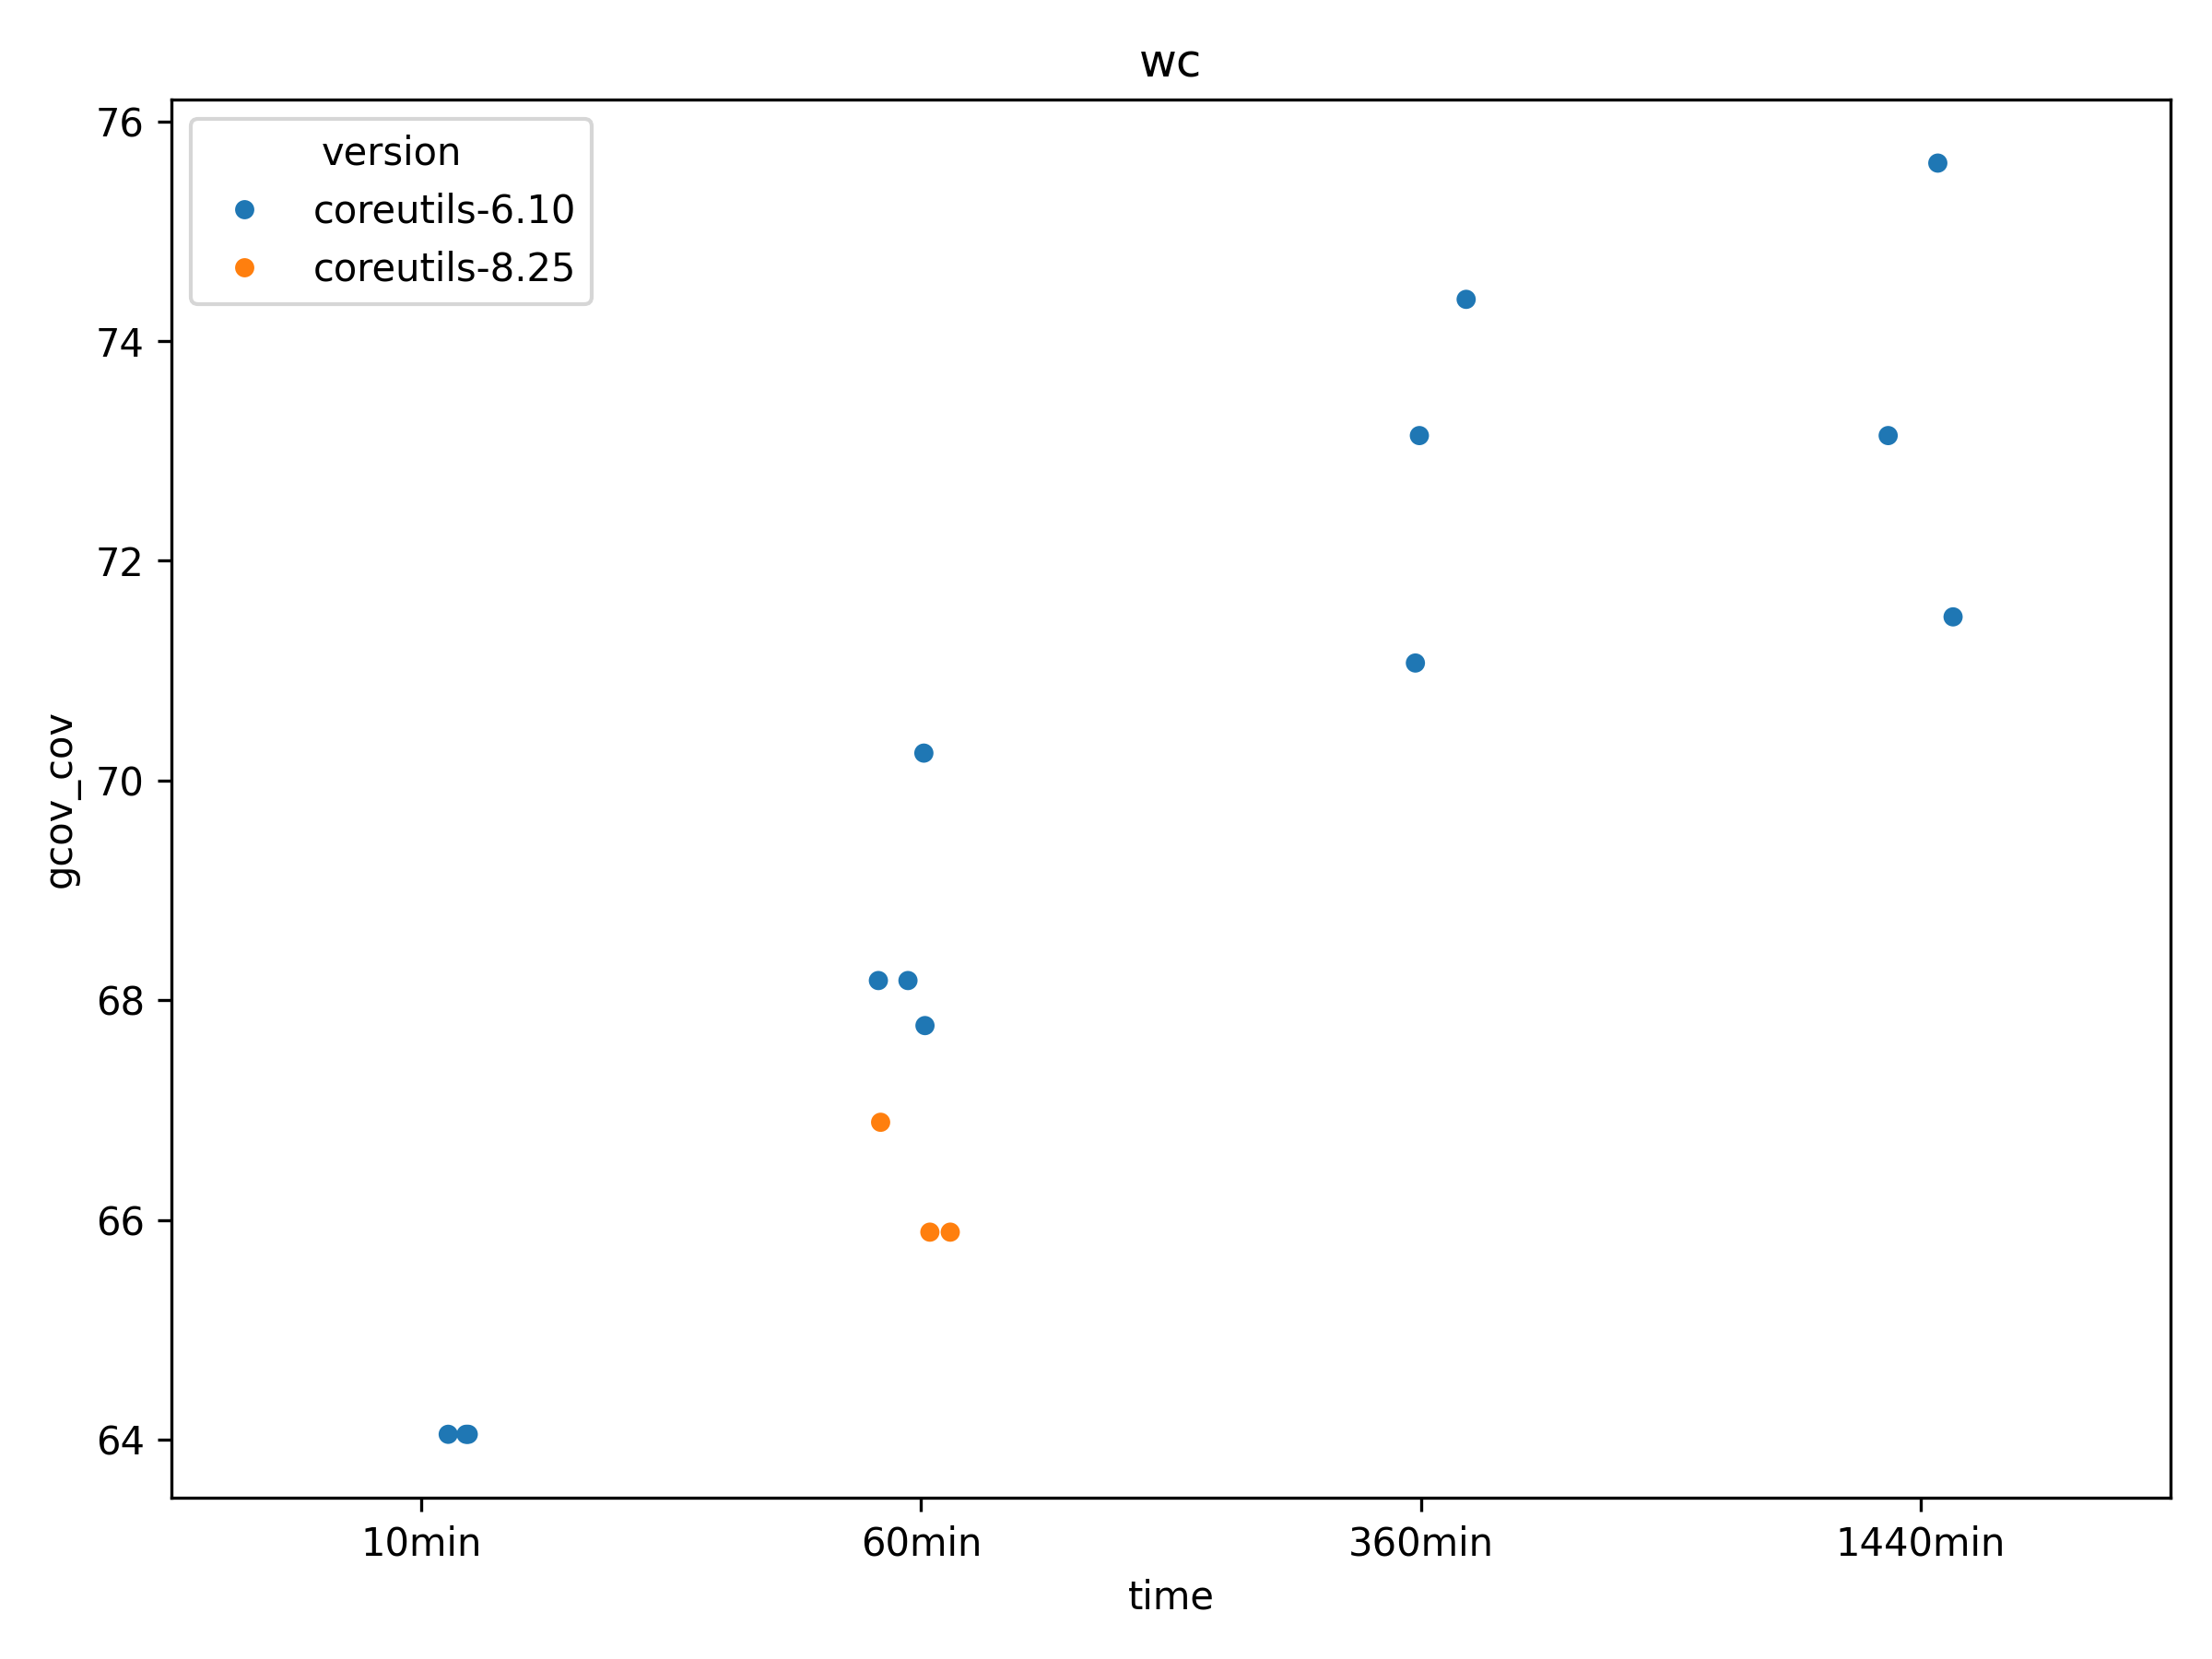 wc
version
coreutils-6.10
coreutils-8.25
76
74
72
70
68
66
64
gcov_cov
10min
60min
360min
1440min
time